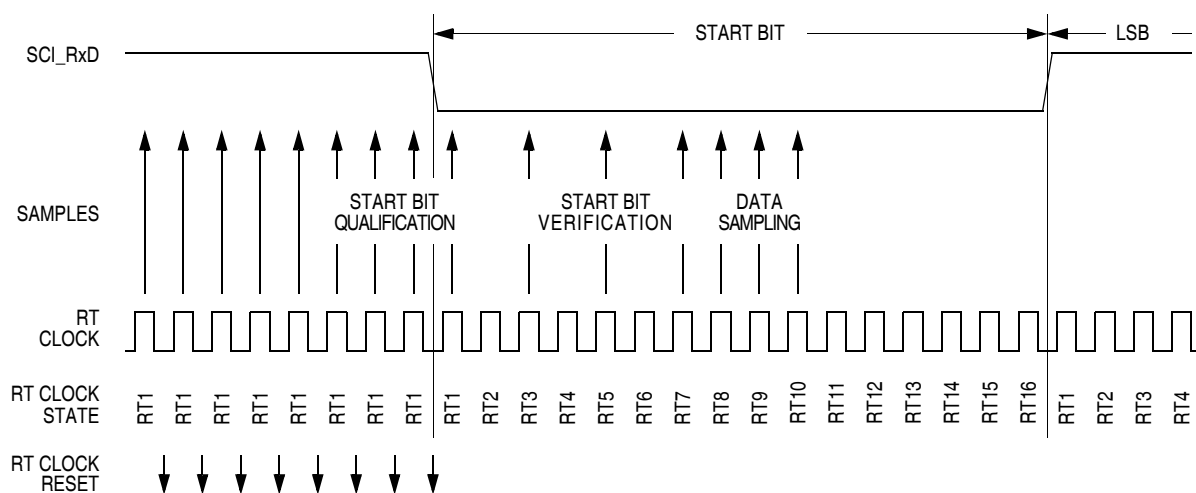 START BIT
LSB
SCI_RxD
SAMPLES
START BIT
QUALIFICATION
START BIT
VERIFICATION
DATA
SAMPLING
RT
CLOCK
RT CLOCK
STATE
RT1 RT1 RT1 RT1 RT1 RT1 RT1 RT1 RT1 RT2 RT3 RT4 RT5 RT6 RT7 RT8 RT9 RT10 RT11 RT12 RT13 RT14 RT15 RT16 RT1 RT2 RT3 RT4
RT CLOCK
RESET